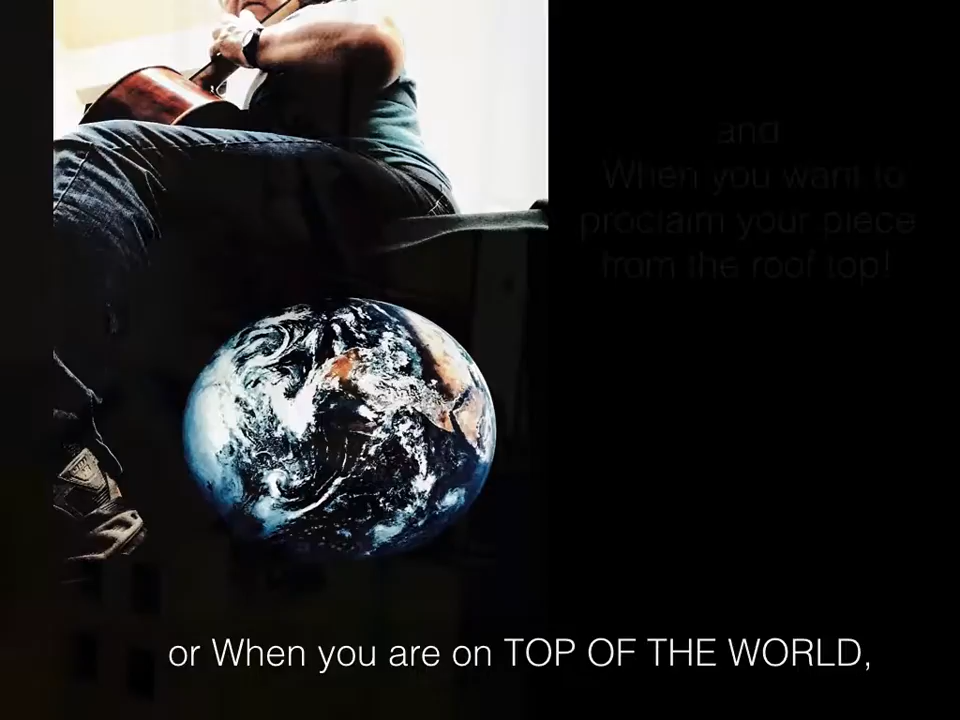 and
When you want to
proclaim your piece
from the roof top!
or When you are on TOP OF THE WORLD,